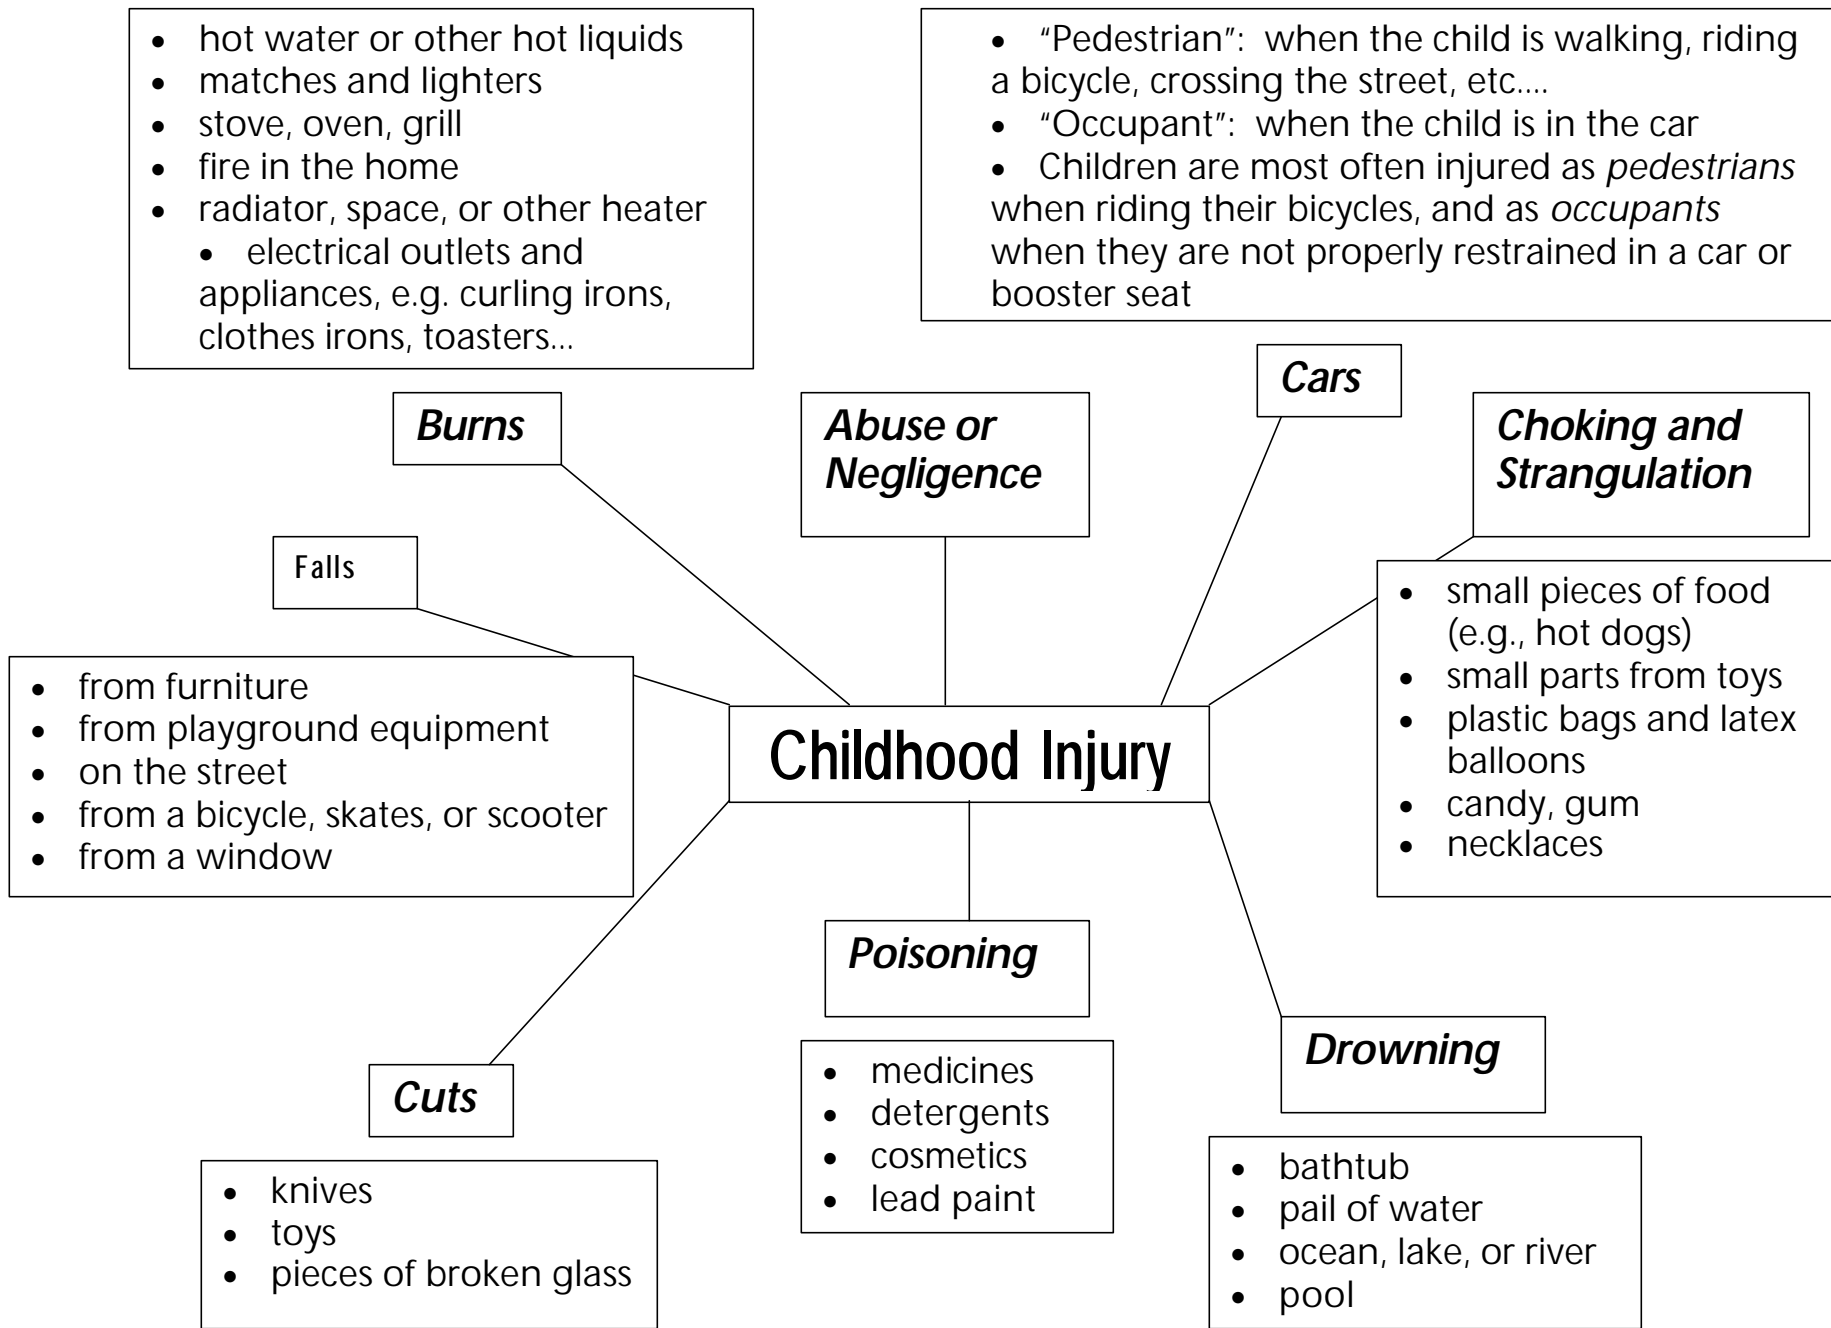 • hot water or other hot liquids
• matches and lighters
• stove, oven, grill
• fire in the home
• radiator, space, or other heater
• electrical outlets and
appliances, e.g. curling irons,
clothes irons, toasters...
• “Pedestrian”: when the child is walking, riding
a bicycle, crossing the street, etc....
• “Occupant”: when the child is in the car
• Children are most often injured as pedestrians
when riding their bicycles, and as occupants
when they are not properly restrained in a car or
booster seat
Burns
Abuse or
Negligence
Cars
Choking and
Strangulation
Falls
• from furniture
• from playground equipment
• on the street
• from a bicycle, skates, or scooter
• from a window
Childhood Injury
• small pieces of food
(e.g., hot dogs)
• small parts from toys
• plastic bags and latex
balloons
• candy, gum
• necklaces
Cuts
• knives
• toys
• pieces of broken glass
Poisoning
• medicines
• detergents
• cosmetics
• lead paint
Drowning
• bathtub
• pail of water
• ocean, lake, or river
• pool